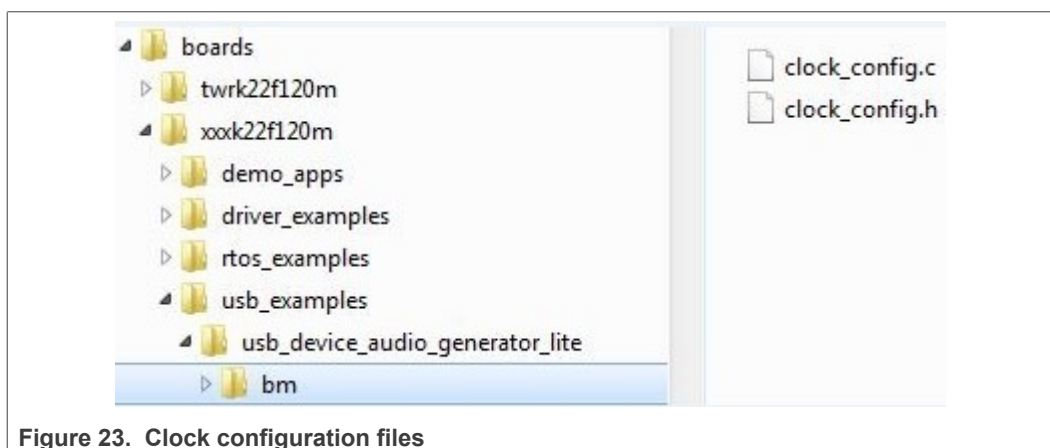 boards
twrk22f120m
xxxk22f120m
demo_apps
driver_examples
rtos_examples
usb_examples
usb_device_audio_generator_lite
bm
clock_config.c
clock_config.h
Figure 23. Clock configuration files